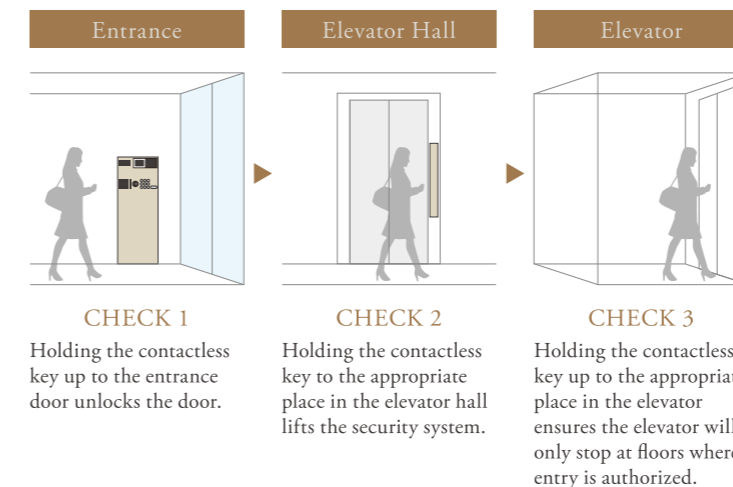 Entrance
Elevator Hall
Elevator
CHECK 1
Holding the contactless
key up to the entrance
door unlocks the door.
CHECK 2
Holding the contactless
key to the appropriate
place in the elevator hall
lifts the security system.
CHECK 3
Holding the contactless
key up to the appropriat
place in the elevator
ensures the elevator will
only stop at floors where
entry is authorized.